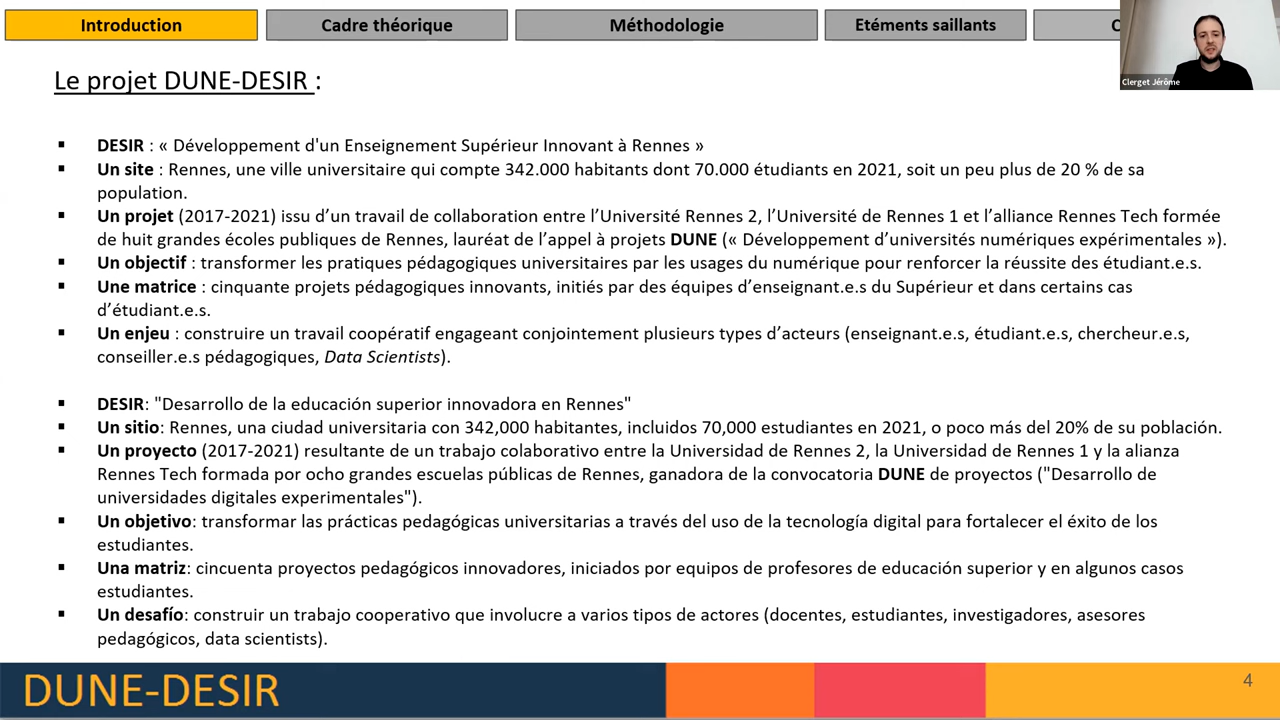 Introduction
Cadre théorique
Méthodologie
Etéments saillants
Clerget Jérôme
Le projet DUNE-DESIR :
▪ DESIR : « Développement d'un Enseignement Supérieur Innovant à Rennes »
▪ Un site : Rennes, une ville universitaire qui compte 342.000 habitants dont 70.000 étudiants en 2021, soit un peu plus de 20 % de sa
population.
▪ Un projet (2017-2021) issu d’un travail de collaboration entre l’Université Rennes 2, l’Université de Rennes 1 et l’alliance Rennes Tech formée
de huit grandes écoles publiques de Rennes, lauréat de l’appel à projets DUNE (« Développement d’universités numériques expérimentales »).
▪ Un objectif : transformer les pratiques pédagogiques universitaires par les usages du numérique pour renforcer la réussite des étudiant.e.s.
▪ Une matrice : cinquante projets pédagogiques innovants, initiés par des équipes d’enseignant.e.s du Supérieur et dans certains cas
d’étudiant.e.s.
▪ Un enjeu : construire un travail coopératif engageant conjointement plusieurs types d’acteurs (enseignant.e.s, étudiant.e.s, chercheur.e.s,
conseiller.e.s pédagogiques, Data Scientists).
▪ DESIR: "Desarrollo de la educación superior innovadora en Rennes"
▪ Un sitio: Rennes, una ciudad universitaria con 342,000 habitantes, incluidos 70,000 estudiantes en 2021, o poco más del 20% de su población.
▪ Un proyecto (2017-2021) resultante de un trabajo colaborativo entre la Universidad de Rennes 2, la Universidad de Rennes 1 y la alianza
Rennes Tech formada por ocho grandes escuelas públicas de Rennes, ganadora de la convocatoria DUNE de proyectos ("Desarrollo de
universidades digitales experimentales").
▪ Un objetivo: transformar las prácticas pedagógicas universitarias a través del uso de la tecnología digital para fortalecer el éxito de los
estudiantes.
▪ Una matriz: cincuenta proyectos pedagógicos innovadores, iniciados por equipos de profesores de educación superior y en algunos casos
estudiantes.
▪ Un desafío: construir un trabajo cooperativo que involucre a varios tipos de actores (docentes, estudiantes, investigadores, asesores
pedagógicos, data scientists).
DUNE-DESIR
4